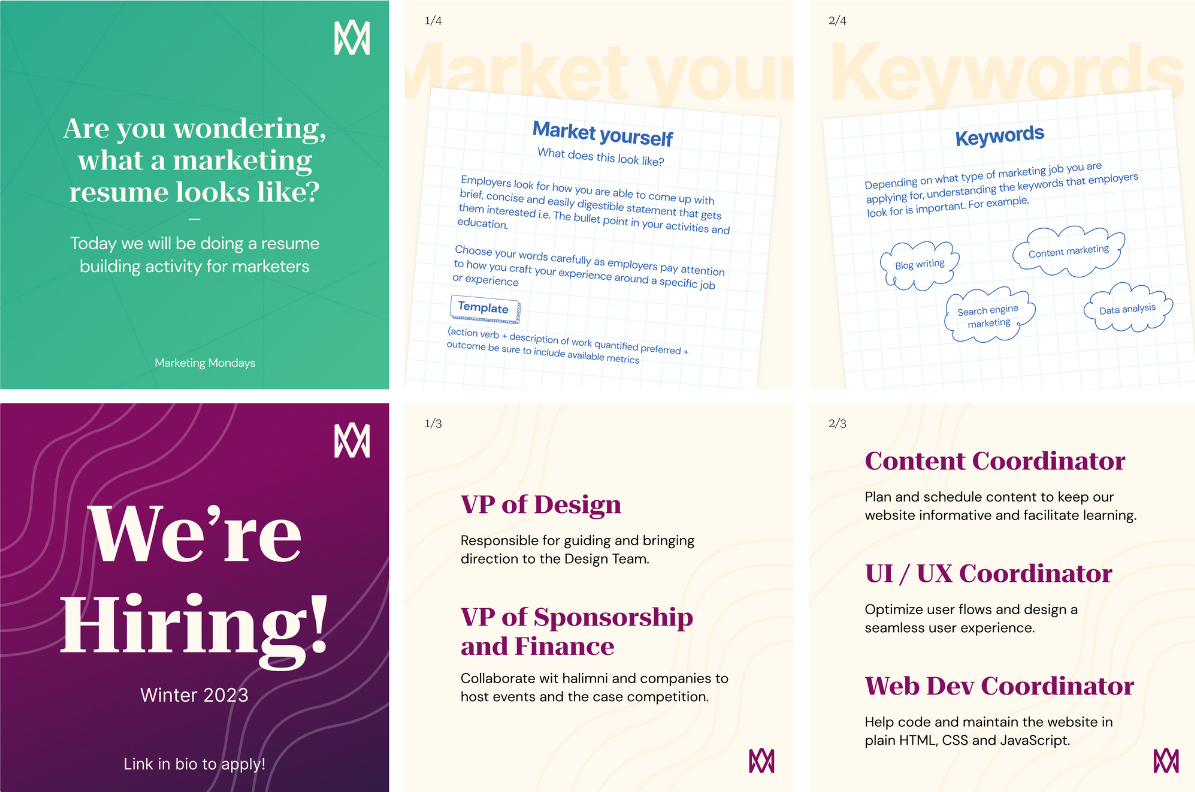 Are you wondering,
what a marketing
resume looks like?
Today we will be doing a resume
building activity for marketers
Marketing Mondays
1/4
Market your
Market yourself
What does this look like?
Employers look for how you are able to come up with
brief, concise and easily digestible statement that gets
them interested i.e. The bullet point in your activities and
education.
Choose your words carefully as employers pay attention
to how you craft your experience around a specific job
or experience
Template
(action verb + description of work quantified preferred +
outcome be sure to include available metrics
2/4
Keywords
Keywords
Depending on what type of marketing job you are
applying for, understanding the keywords that employers
look for is important. For example,
Blog writing
Content marketing
Search engine
marketing
Data analysis
We're
Hiring!
Winter 2023
Link in bio to apply!
1/3
VP of Design
Responsible for guiding and bringing
direction to the Design Team.
VP of Sponsorship
and Finance
Collaborate wit halimni and companies to
host events and the case competition.
2/3
Content Coordinator
Plan and schedule content to keep our
website informative and facilitate learning.
UI / UX Coordinator
Optimize user flows and design a
seamless user experience.
Web Dev Coordinator
Help code and maintain the website in
plain HTML, CSS and JavaScript.